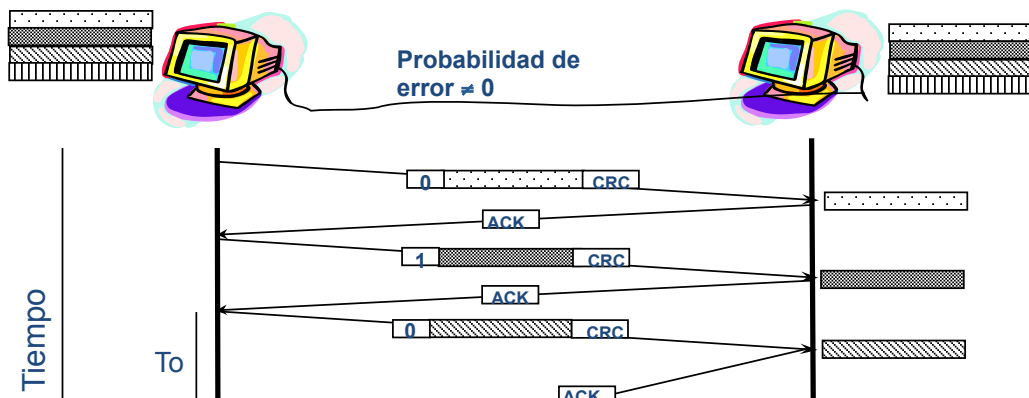 Probabilidad de
error ≠ 0
0 CRC
ACK
1 CRC
ACK
0 CRC
ACK
Tiempo
To